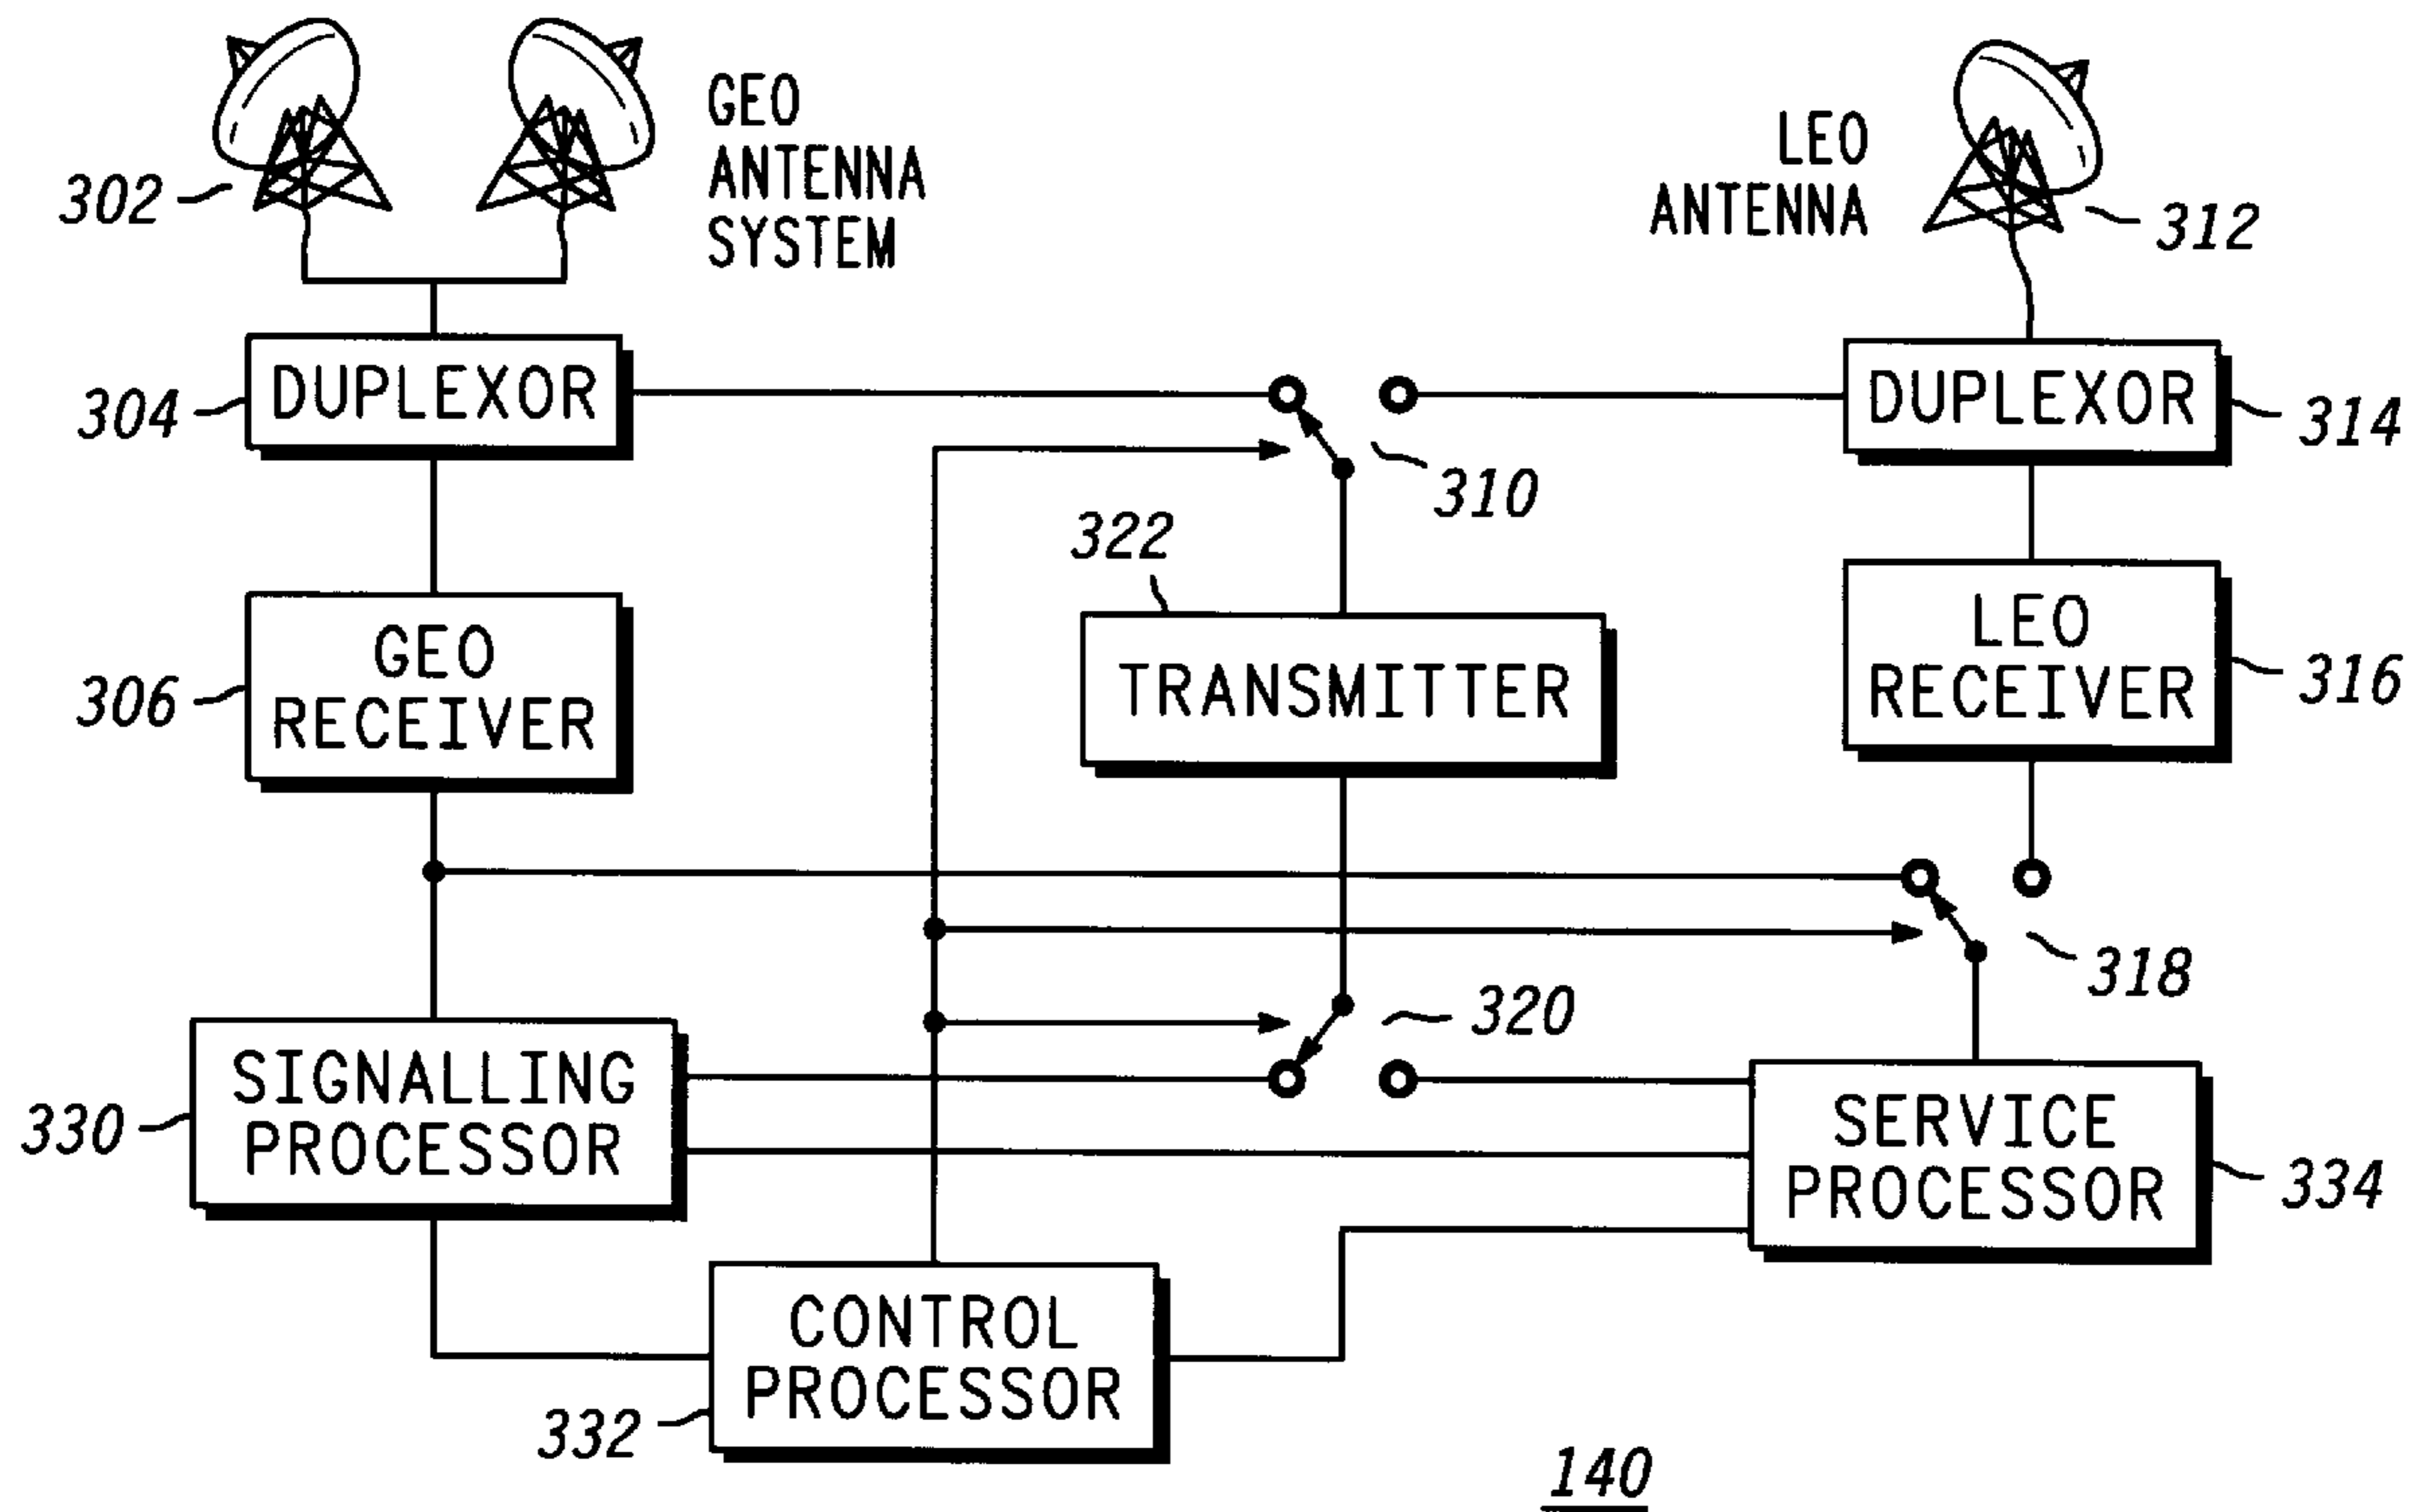 GEO
ANTENNA
SYSTEM
302
LEO
ANTENNA
312
DUPLEXOR
304
310
DUPLEXOR
314
322
GEO
RECEIVER
306
TRANSMITTER
LEO
RECEIVER
316
318
320
SIGNALLING
PROCESSOR
330
SERVICE
PROCESSOR
334
CONTROL
PROCESSOR
332
140